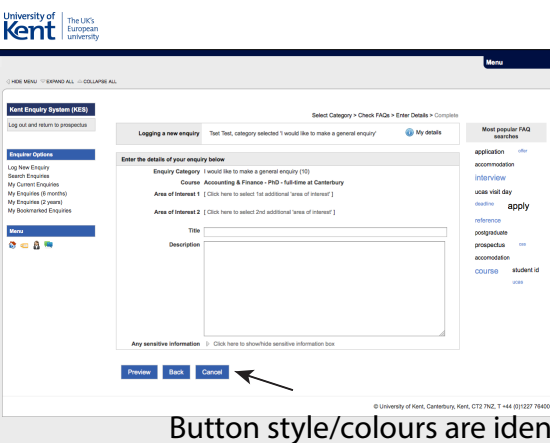 University of
Kent
The UK's
European
university
Menu
HIDE MENU EXPAND ALL COLLAPSE ALL
Kent Enquiry System (KES)
Log out and return to prospectus
Select Category > Check FAQs > Enter Details > Complete
Logging a new enquiry Tset Test, category selected 'I would like to make a general enquiry' My details
Most popular FAQ
searches
Enquirer Options
Log New Enquiry
Search Enquiries
My Current Enquiries
My Enquiries (6 months)
My Enquiries (2 years)
My Bookmarked Enquiries
Menu
Enter the details of your enquiry below
Enquiry Category I would like to make a general enquiry (10)
Course Accounting & Finance - PhD - full-time at Canterbury
Area of Interest 1 [ Click here to select 1st additional 'area of interest' ]
Area of Interest 2 [ Click here to select 2nd additional 'area of interest' ]
Title
Description
Any sensitive information Click here to show/hide sensitive information box
application offer
accommodation
interview
ucas visit day
deadline apply
reference
postgraduate
prospectus
accomodation
course student id
ucas
Preview Back Cancel
© University of Kent, Canterbury, Kent, CT2 7NZ, T +44 (0)1227 76400
Button style/colours are iden